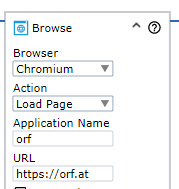 Browse
Browser
Chromium
Action
Load Page
Application Name
orf
URL
https://orf.at